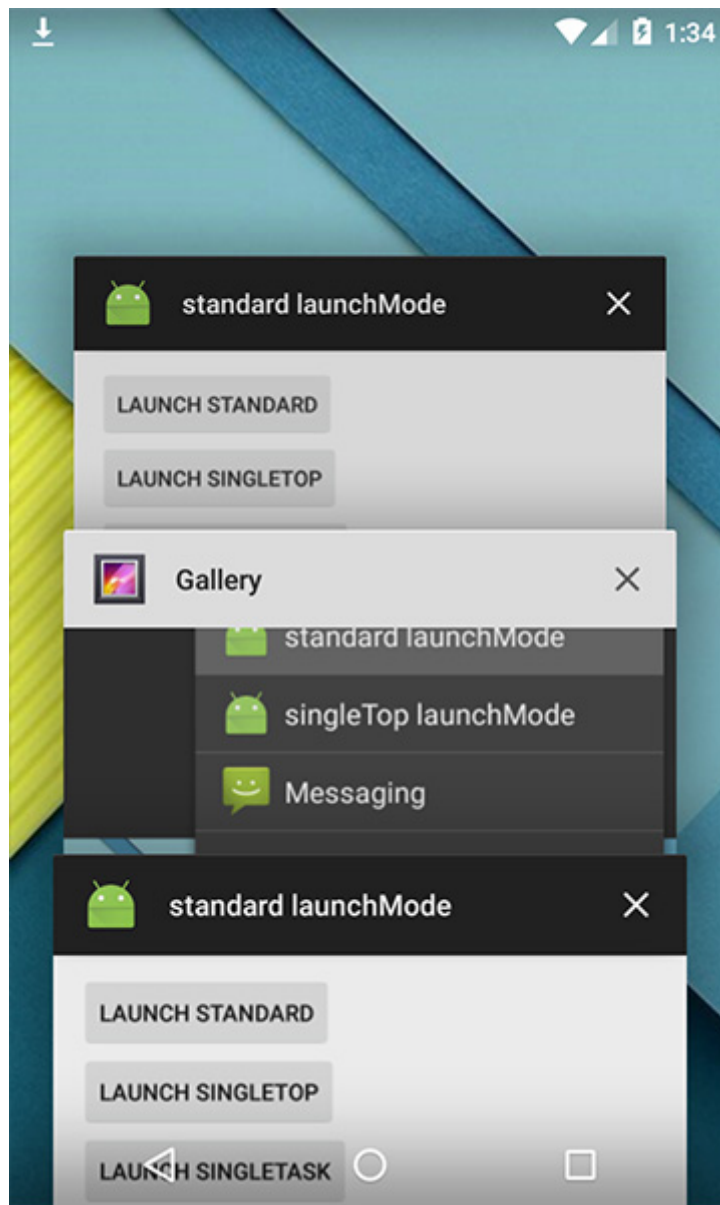 1:34
standard launchMode
LAUNCH STANDARD
LAUNCH SINGLETOP
Gallery
standard launchMode
singleTop launchMode
Messaging
standard launchMode
LAUNCH STANDARD
LAUNCH SINGLETOP
LAUNCH SINGLETASK